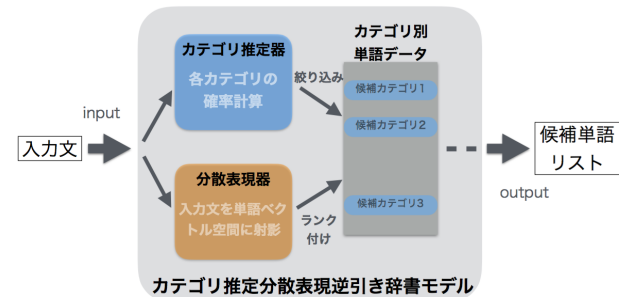 カテゴリ別
単語データ
カテゴリ推定器
各カテゴリの
確率計算
絞り込み
候補カテゴリ1
候補カテゴリ2
input
入力文
候補単語
リスト
output
分散表現器
入力文を単語ベク
トル空間に射影
候補カテゴリ3
ランク
付け
カテゴリ推定分散表現逆引き辞書モデル